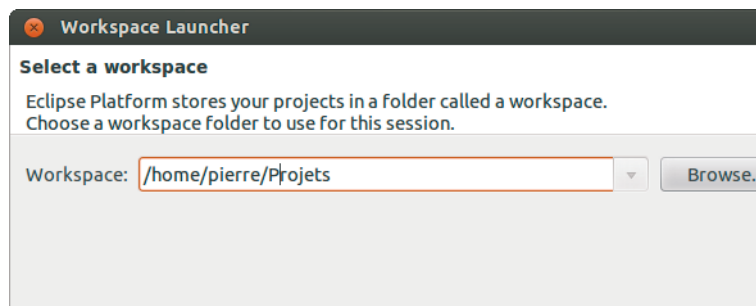 Workspace Launcher
Select a workspace
Eclipse Platform stores your projects in a folder called a workspace.
Choose a workspace folder to use for this session.
Workspace: /home/pierre/Projets Browse.